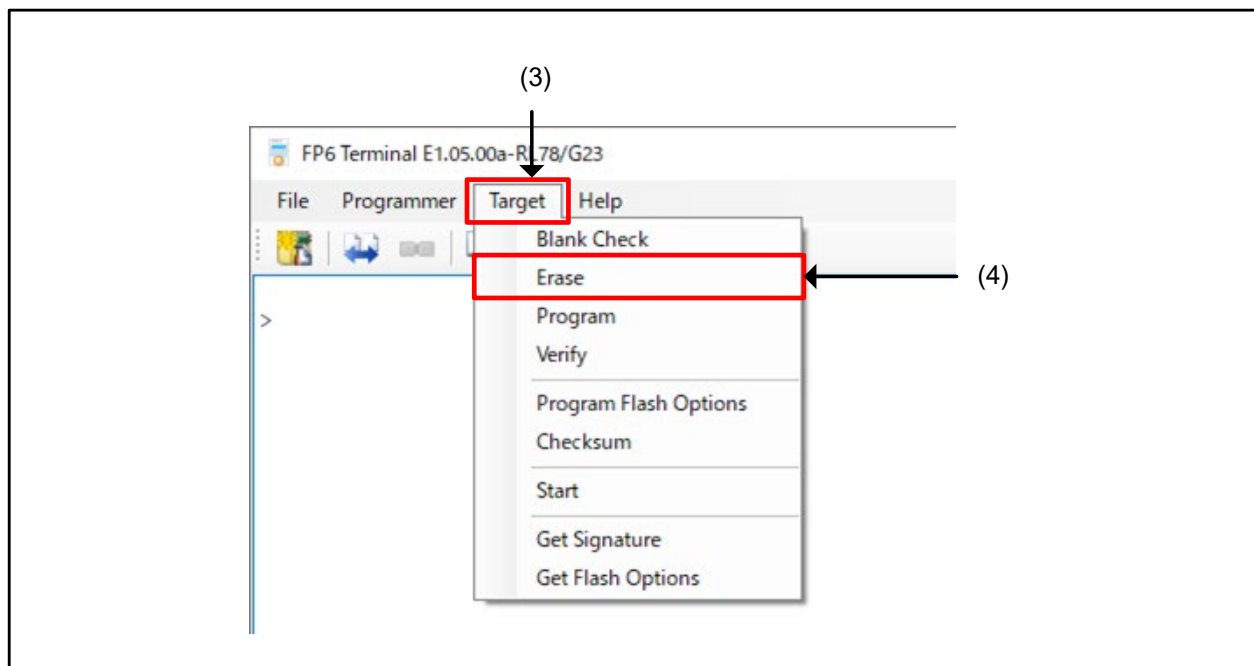 (3)
FP6 Terminal E1.05.00a-RL78/G23
File Programmer Target Help
Blank Check
Erase
(4)
>
Program
Verify
Program Flash Options
Checksum
Start
Get Signature
Get Flash Options